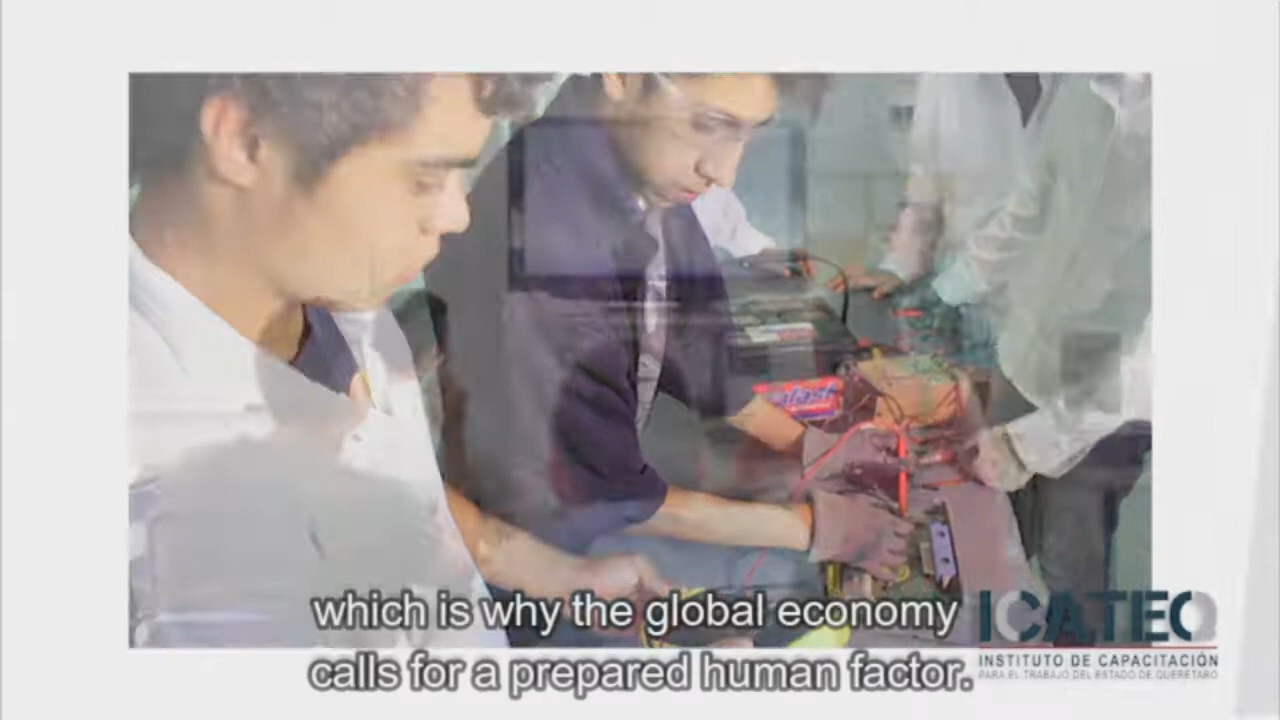 which is why the global economy
calls for a prepared human factor.
ICATEQ
INSTITUTO DE CAPACITACIÓN
PARA EL TRABAJO DEL ESTADO DE QUERÉTARO